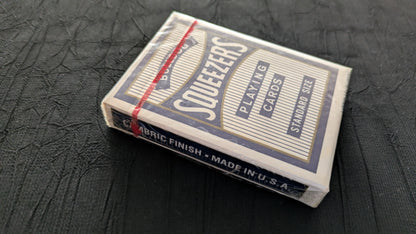 SQUEEZERS
PLAYING
CARDS
STANDARD SIZE
CAMBRIC FINISH • MADE IN U.S.A.